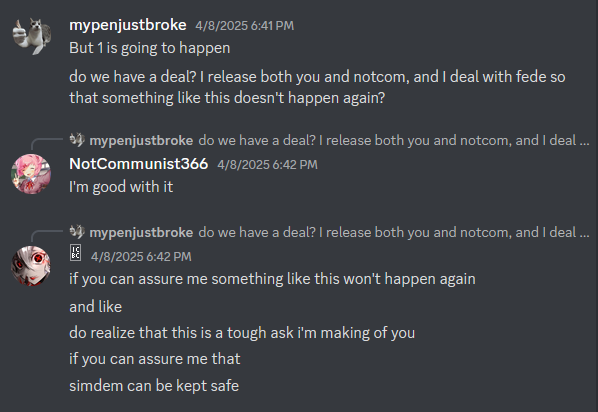 mypenjustbroke 4/8/2025 6:41 PM
But 1 is going to happen
do we have a deal? I release both you and notcom, and I deal with fede so
that something like this doesn't happen again?
mypenjustbroke do we have a deal? I release both you and notcom, and I deal ...
NotCommunist366 4/8/2025 6:42 PM
I'm good with it
mypenjustbroke do we have a deal? I release both you and notcom, and I deal ...
4/8/2025 6:42 PM
if you can assure me something like this won't happen again
and like
do realize that this is a tough ask i'm making of you
if you can assure me that
simdem can be kept safe